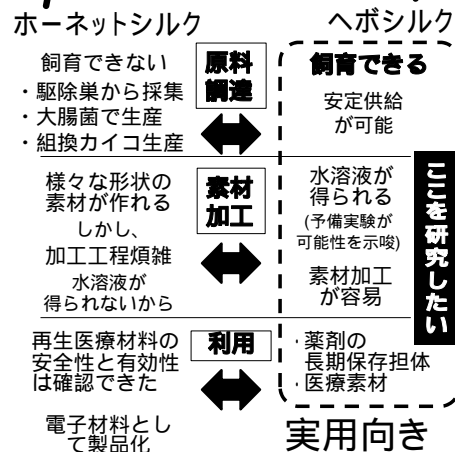 ホーネットシルク
ヘボシルク
飼育できない
・駆除巣から採集
・大腸菌で生産
・組換カイコ生産
原料
調達
飼育できる
安定供給
が可能
様々な形状の
素材が作れる
しかし、
加工工程煩雑
水溶液が
得られないから
素材
加工
水溶液が
得られる
(予備実験が
可能性を示唆)
素材加工
が容易
ここを研究したい
再生医療材料の
安全性と有効性
は確認できた
電子材料とし
て製品化
利用
・薬剤の
長期保存担体
・医療素材
実用向き